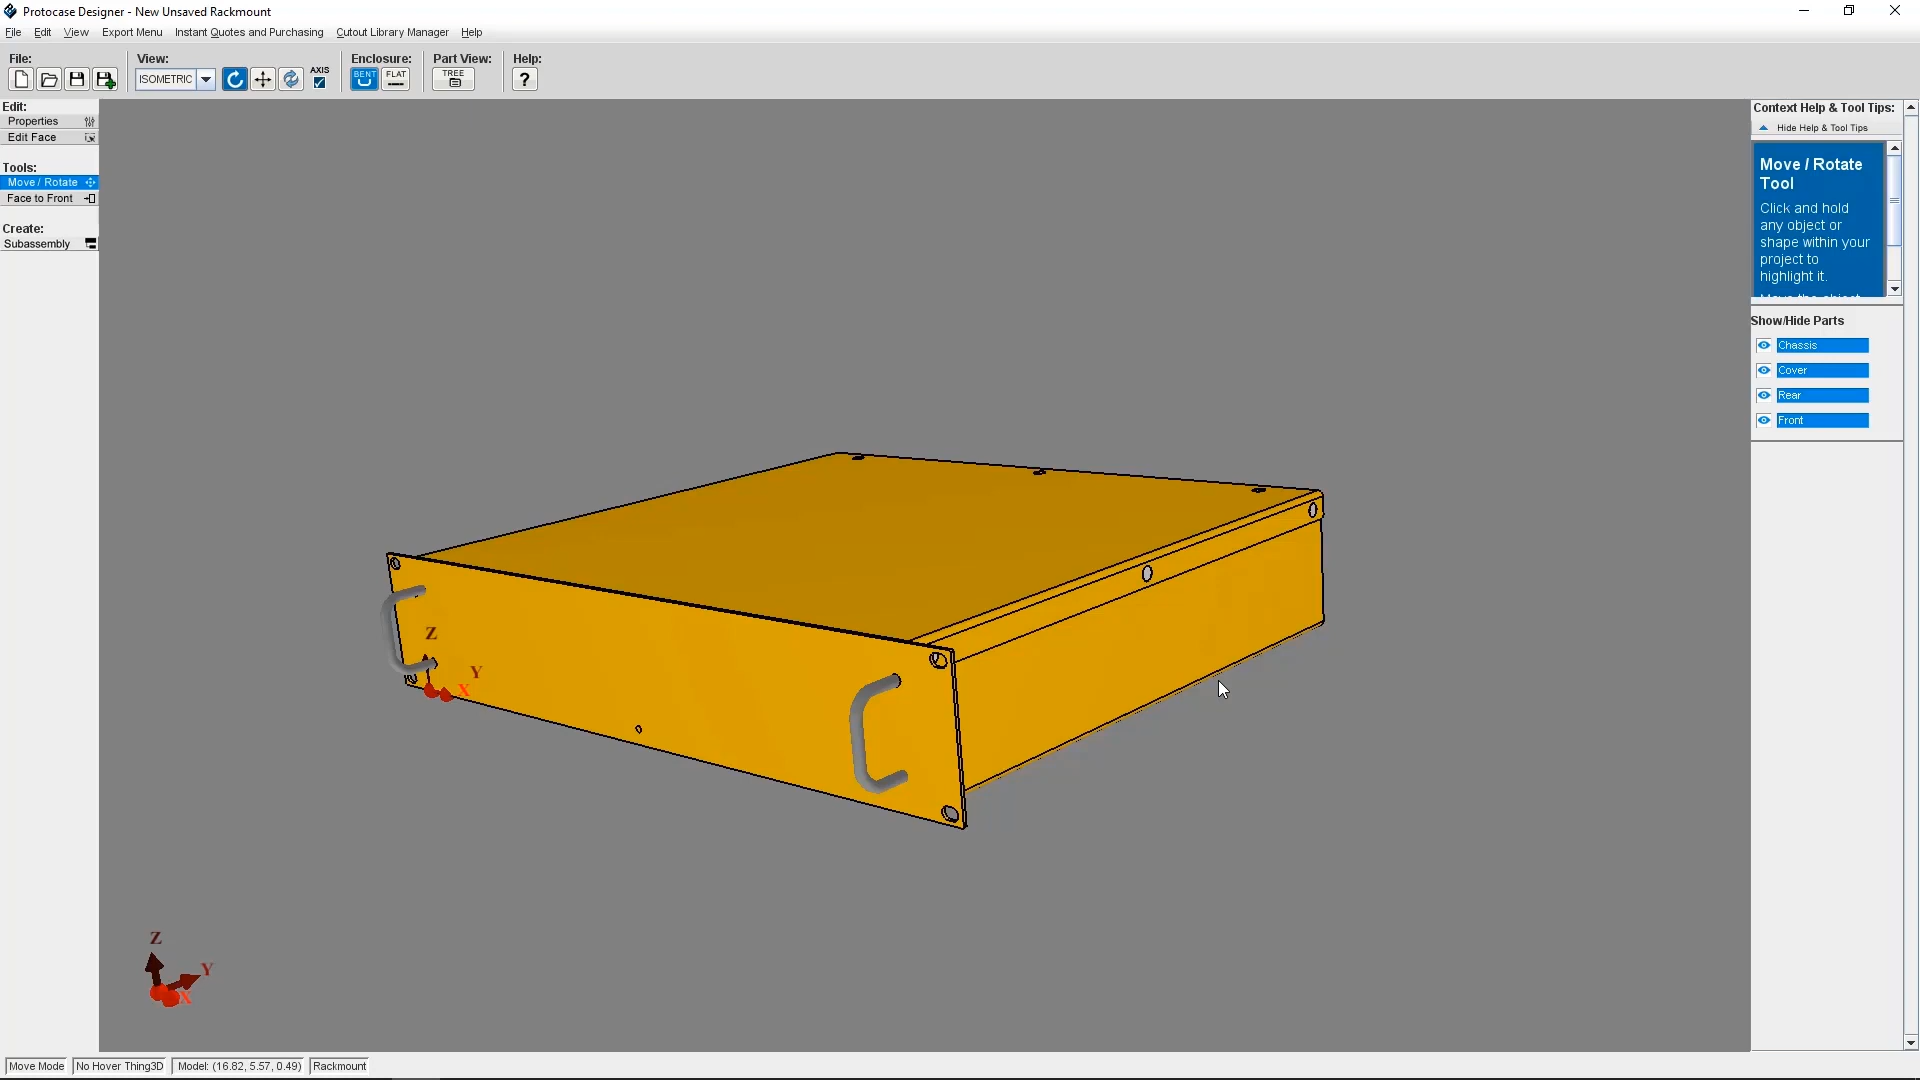 Protocase Designer - New Unsaved Rackmount
File Edit View Export Menu Instant Quotes and Purchasing Cutout Library Manager Help
File: View: Enclosure: Part View: Help:
ISOMETRIC AXIS BENT FLAT TREE ?
Edit:
Properties
Edit Face
Tools:
Move / Rotate
Face to Front
Create:
Subassembly
Context Help & Tool Tips:
Hide Help & Tool Tips
Move / Rotate
Tool
Click and hold
any object or
shape within your
project to
highlight it.
Show/Hide Parts
Chassis
Cover
Rear
Front
Z
Y
X
Z
Y
X
Move Mode No Hover Thing3D Model: (16.82, 5.57, 0.49) Rackmount